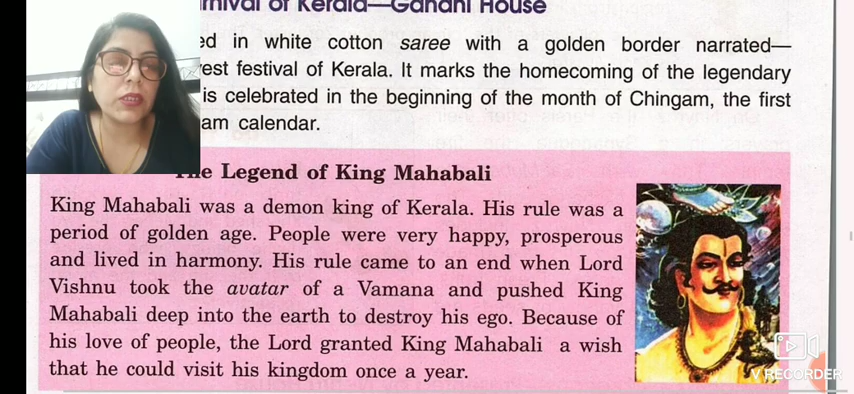 rnival of Kerala—Gandhi House
ed in white cotton saree with a golden border narrated—
est festival of Kerala. It marks the homecoming of the legendary
is celebrated in the beginning of the month of Chingam, the first
am calendar.
The Legend of King Mahabali
King Mahabali was a demon king of Kerala. His rule was a
period of golden age. People were very happy, prosperous
and lived in harmony. His rule came to an end when Lord
Vishnu took the avatar of a Vamana and pushed King
Mahabali deep into the earth to destroy his ego. Because of
his love of people, the Lord granted King Mahabali a wish
that he could visit his kingdom once a year.
V RECORDER